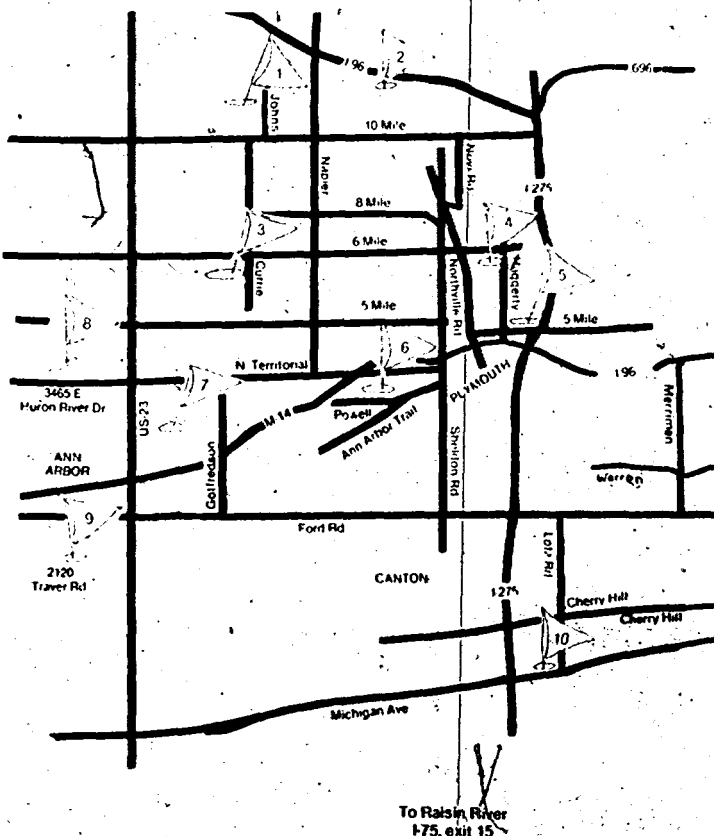 1
2
I 96
696
Johns
10 Mile
Napier
Novi Rd
I-275
8 Mile
3
4
6 Mile
Currie
Northville Rd
Haggerty
5
8
5 Mile
5 Mile
6
N Territorial
7
PLYMOUTH
I 96
3465 E
Huron River Dr
US-23
M-14
Powell
Ann Arbor Trail
Merriman
ANN
ARBOR
Gotfredson
Sheldon Rd
Warren
9
Ford Rd
2120
Traver Rd
CANTON
Lotz Rd
I-275
Cherry Hill
Cherry Hill
10
Michigan Ave
To Raisin River
I-75, exit 15